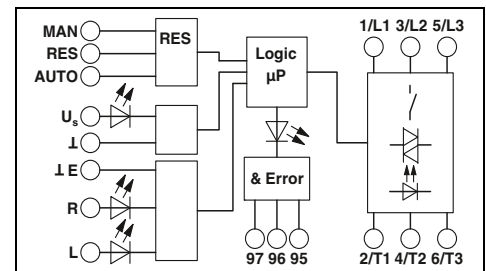 MAN
RES
AUTO
RES
Us
⊥
⊥ E
R
L
Logic
µP
& Error
97 96 95
1/L1 3/L2 5/L3
2/T1 4/T2 6/T3